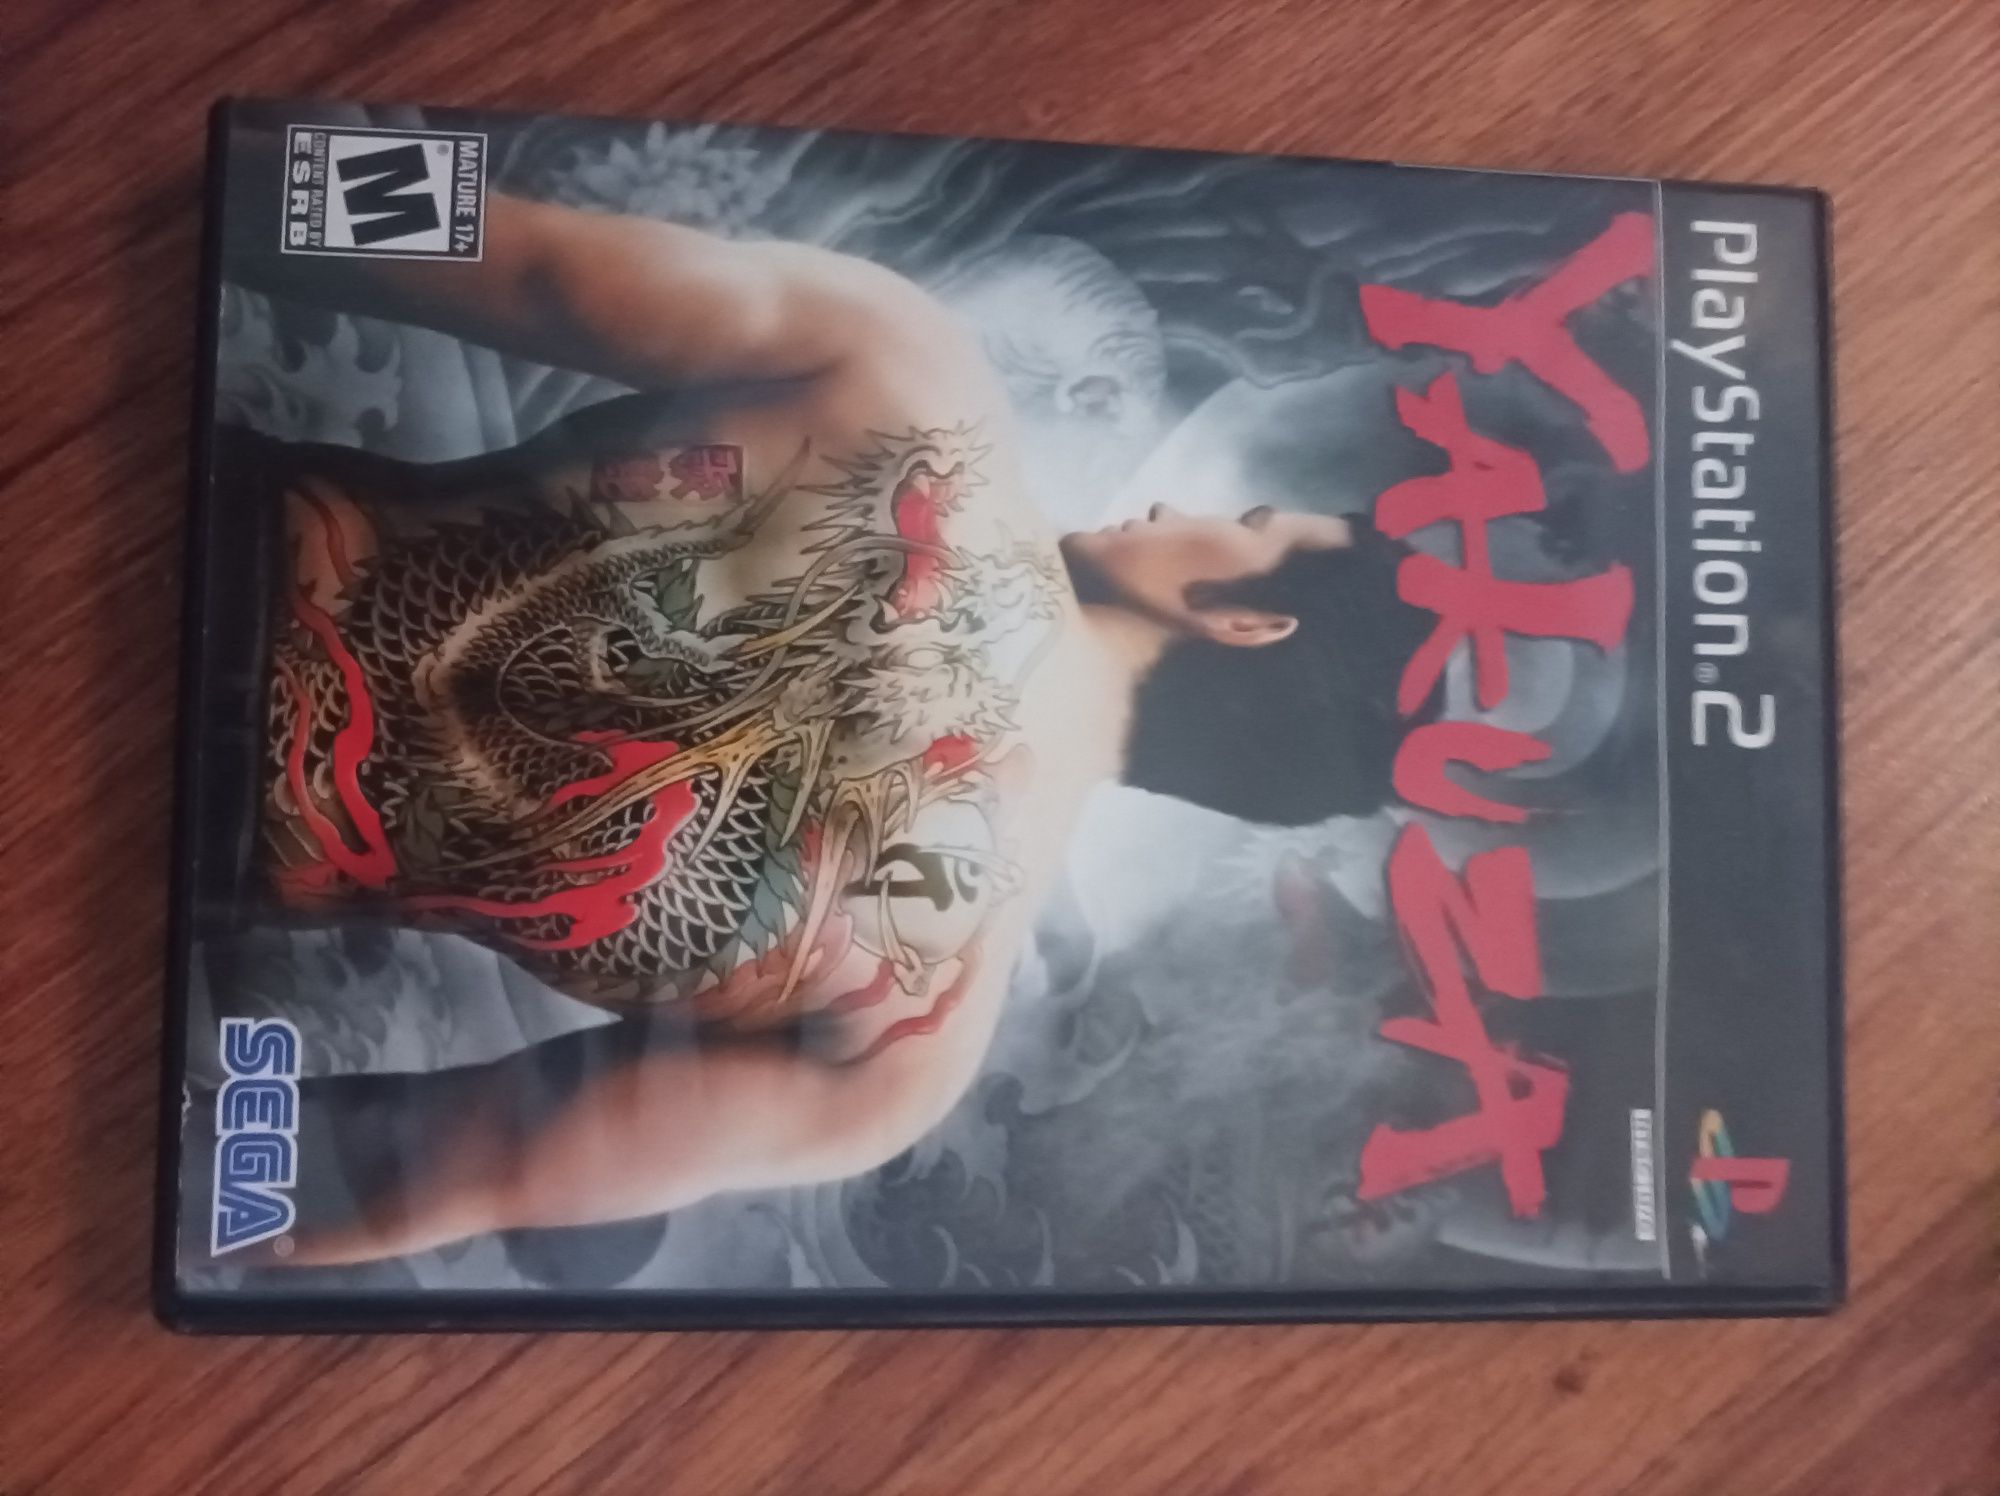 PlayStation®2
YAKUZA
MATURE 17+
M®
CONTENT RATED BY
ESRB
SEGA®